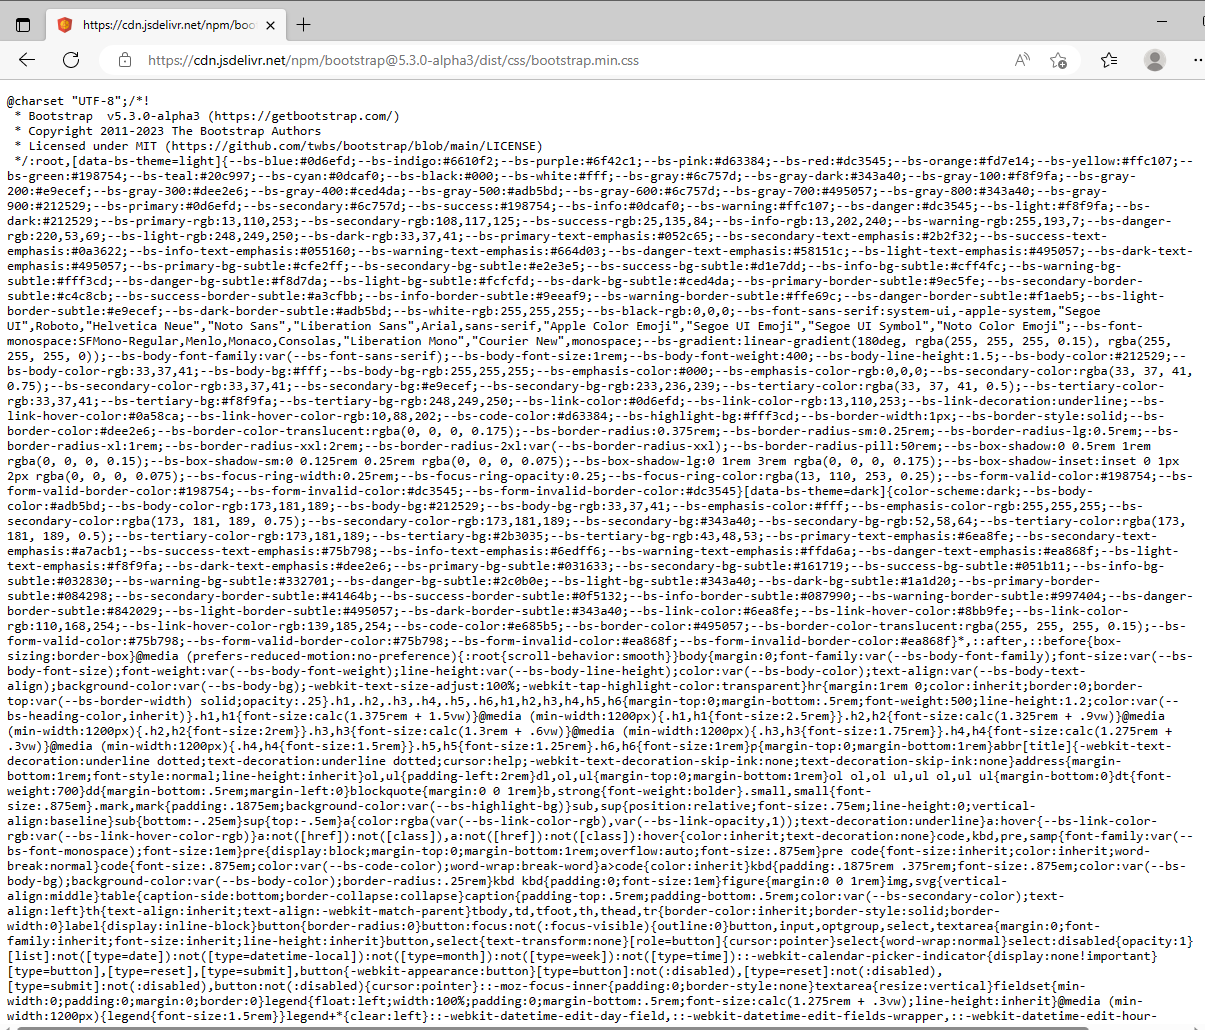 https://cdn.jsdelivr.net/npm/boo
https://cdn.jsdelivr.net/npm/bootstrap@5.3.0-alpha3/dist/css/bootstrap.min.css
@charset "UTF-8";/*!
 * Bootstrap  v5.3.0-alpha3 (https://getbootstrap.com/)
 * Copyright 2011-2023 The Bootstrap Authors
 * Licensed under MIT (https://github.com/twbs/bootstrap/blob/main/LICENSE)
 */:root,[data-bs-theme=light]{--bs-blue:#0d6efd;--bs-indigo:#6610f2;--bs-purple:#6f42c1;--bs-pink:#d63384;--bs-red:#dc3545;--bs-orange:#fd7e14;--bs-yellow:#ffc107;--
bs-green:#198754;--bs-teal:#20c997;--bs-cyan:#0dcaf0;--bs-black:#000;--bs-white:#fff;--bs-gray:#6c757d;--bs-gray-dark:#343a40;--bs-gray-100:#f8f9fa;--bs-gray-
200:#e9ecef;--bs-gray-300:#dee2e6;--bs-gray-400:#ced4da;--bs-gray-500:#adb5bd;--bs-gray-600:#6c757d;--bs-gray-700:#495057;--bs-gray-800:#343a40;--bs-gray-
900:#212529;--bs-primary:#0d6efd;--bs-secondary:#6c757d;--bs-success:#198754;--bs-info:#0dcaf0;--bs-warning:#ffc107;--bs-danger:#dc3545;--bs-light:#f8f9fa;--bs-
dark:#212529;--bs-primary-rgb:13,110,253;--bs-secondary-rgb:108,117,125;--bs-success-rgb:25,135,84;--bs-info-rgb:13,202,240;--bs-warning-rgb:255,193,7;--bs-danger-
rgb:220,53,69;--bs-light-rgb:248,249,250;--bs-dark-rgb:33,37,41;--bs-primary-text-emphasis:#052c65;--bs-secondary-text-emphasis:#2b2f32;--bs-success-text-
emphasis:#0a3622;--bs-info-text-emphasis:#055160;--bs-warning-text-emphasis:#664d03;--bs-danger-text-emphasis:#58151c;--bs-light-text-emphasis:#495057;--bs-dark-text-
emphasis:#495057;--bs-primary-bg-subtle:#cfe2ff;--bs-secondary-bg-subtle:#e2e3e5;--bs-success-bg-subtle:#d1e7dd;--bs-info-bg-subtle:#cff4fc;--bs-warning-bg-
subtle:#fff3cd;--bs-danger-bg-subtle:#f8d7da;--bs-light-bg-subtle:#fcfcfd;--bs-dark-bg-subtle:#ced4da;--bs-primary-border-subtle:#9ec5fe;--bs-secondary-border-
subtle:#c4c8cb;--bs-success-border-subtle:#a3cfbb;--bs-info-border-subtle:#9eeaf9;--bs-warning-border-subtle:#ffe69c;--bs-danger-border-subtle:#f1aeb5;--bs-light-
border-subtle:#e9ecef;--bs-dark-border-subtle:#adb5bd;--bs-white-rgb:255,255,255;--bs-black-rgb:0,0,0;--bs-font-sans-serif:system-ui,-apple-system,"Segoe
UI",Roboto,"Helvetica Neue","Noto Sans","Liberation Sans",Arial,sans-serif,"Apple Color Emoji","Segoe UI Emoji","Segoe UI Symbol","Noto Color Emoji";--bs-font-
monospace:SFMono-Regular,Menlo,Monaco,Consolas,"Liberation Mono","Courier New",monospace;--bs-gradient:linear-gradient(180deg, rgba(255, 255, 255, 0.15), rgba(255,
255, 255, 0));--bs-body-font-family:var(--bs-font-sans-serif);--bs-body-font-size:1rem;--bs-body-font-weight:400;--bs-body-line-height:1.5;--bs-body-color:#212529;--
bs-body-color-rgb:33,37,41;--bs-body-bg:#fff;--bs-body-bg-rgb:255,255,255;--bs-emphasis-color:#000;--bs-emphasis-color-rgb:0,0,0;--bs-secondary-color:rgba(33, 37, 41,
0.75);--bs-secondary-color-rgb:33,37,41;--bs-secondary-bg:#e9ecef;--bs-secondary-bg-rgb:233,236,239;--bs-tertiary-color:rgba(33, 37, 41, 0.5);--bs-tertiary-color-
rgb:33,37,41;--bs-tertiary-bg:#f8f9fa;--bs-tertiary-bg-rgb:248,249,250;--bs-link-color:#0d6efd;--bs-link-color-rgb:13,110,253;--bs-link-decoration:underline;--bs-
link-hover-color:#0a58ca;--bs-link-hover-color-rgb:10,88,202;--bs-code-color:#d63384;--bs-highlight-bg:#fff3cd;--bs-border-width:1px;--bs-border-style:solid;--bs-
border-color:#dee2e6;--bs-border-color-translucent:rgba(0, 0, 0, 0.175);--bs-border-radius:0.375rem;--bs-border-radius-sm:0.25rem;--bs-border-radius-lg:0.5rem;--bs-
border-radius-xl:1rem;--bs-border-radius-xxl:2rem;--bs-border-radius-2xl:var(--bs-border-radius-xxl);--bs-border-radius-pill:50rem;--bs-box-shadow:0 0.5rem 1rem
rgba(0, 0, 0, 0.15);--bs-box-shadow-sm:0 0.125rem 0.25rem rgba(0, 0, 0, 0.075);--bs-box-shadow-lg:0 1rem 3rem rgba(0, 0, 0, 0.175);--bs-box-shadow-inset:inset 0 1px
2px rgba(0, 0, 0, 0.075);--bs-focus-ring-width:0.25rem;--bs-focus-ring-opacity:0.25;--bs-focus-ring-color:rgba(13, 110, 253, 0.25);--bs-form-valid-color:#198754;--bs-
form-valid-border-color:#198754;--bs-form-invalid-color:#dc3545;--bs-form-invalid-border-color:#dc3545}[data-bs-theme=dark]{color-scheme:dark;--bs-body-
color:#adb5bd;--bs-body-color-rgb:173,181,189;--bs-body-bg:#212529;--bs-body-bg-rgb:33,37,41;--bs-emphasis-color:#fff;--bs-emphasis-color-rgb:255,255,255;--bs-
secondary-color:rgba(173, 181, 189, 0.75);--bs-secondary-color-rgb:173,181,189;--bs-secondary-bg:#343a40;--bs-secondary-bg-rgb:52,58,64;--bs-tertiary-color:rgba(173,
181, 189, 0.5);--bs-tertiary-color-rgb:173,181,189;--bs-tertiary-bg:#2b3035;--bs-tertiary-bg-rgb:43,48,53;--bs-primary-text-emphasis:#6ea8fe;--bs-secondary-text-
emphasis:#a7acb1;--bs-success-text-emphasis:#75b798;--bs-info-text-emphasis:#6edff6;--bs-warning-text-emphasis:#ffda6a;--bs-danger-text-emphasis:#ea868f;--bs-light-
text-emphasis:#f8f9fa;--bs-dark-text-emphasis:#dee2e6;--bs-primary-bg-subtle:#031633;--bs-secondary-bg-subtle:#161719;--bs-success-bg-subtle:#051b11;--bs-info-bg-
subtle:#032830;--bs-warning-bg-subtle:#332701;--bs-danger-bg-subtle:#2c0b0e;--bs-light-bg-subtle:#343a40;--bs-dark-bg-subtle:#1a1d20;--bs-primary-border-
subtle:#084298;--bs-secondary-border-subtle:#41464b;--bs-success-border-subtle:#0f5132;--bs-info-border-subtle:#087990;--bs-warning-border-subtle:#997404;--bs-danger-
border-subtle:#842029;--bs-light-border-subtle:#495057;--bs-dark-border-subtle:#343a40;--bs-link-color:#6ea8fe;--bs-link-hover-color:#8bb9fe;--bs-link-color-
rgb:110,168,254;--bs-link-hover-color-rgb:139,185,254;--bs-code-color:#e685b5;--bs-border-color:#495057;--bs-border-color-translucent:rgba(255, 255, 255, 0.15);--bs-
form-valid-color:#75b798;--bs-form-valid-border-color:#75b798;--bs-form-invalid-color:#ea868f;--bs-form-invalid-border-color:#ea868f}*,::after,::before{box-
sizing:border-box}@media (prefers-reduced-motion:no-preference){:root{scroll-behavior:smooth}}body{margin:0;font-family:var(--bs-body-font-family);font-size:var(--bs-
body-font-size);font-weight:var(--bs-body-font-weight);line-height:var(--bs-body-line-height);color:var(--bs-body-color);text-align:var(--bs-body-text-
align);background-color:var(--bs-body-bg);-webkit-text-size-adjust:100%;-webkit-tap-highlight-color:transparent}hr{margin:1rem 0;color:inherit;border:0;border-
top:var(--bs-border-width) solid;opacity:.25}.h1,.h2,.h3,.h4,.h5,.h6,h1,h2,h3,h4,h5,h6{margin-top:0;margin-bottom:.5rem;font-weight:500;line-height:1.2;color:var(--
bs-heading-color,inherit)}.h1,h1{font-size:calc(1.375rem + 1.5vw)}@media (min-width:1200px){.h1,h1{font-size:2.5rem}}.h2,h2{font-size:calc(1.325rem + .9vw)}@media
(min-width:1200px){.h2,h2{font-size:2rem}}.h3,h3{font-size:calc(1.3rem + .6vw)}@media (min-width:1200px){.h3,h3{font-size:1.75rem}}.h4,h4{font-size:calc(1.275rem +
.3vw)}@media (min-width:1200px){.h4,h4{font-size:1.5rem}}.h5,h5{font-size:1.25rem}.h6,h6{font-size:1rem}p{margin-top:0;margin-bottom:1rem}abbr[title]{-webkit-text-
decoration:underline dotted;text-decoration:underline dotted;cursor:help;-webkit-text-decoration-skip-ink:none;text-decoration-skip-ink:none}address{margin-
bottom:1rem;font-style:normal;line-height:inherit}ol,ul{padding-left:2rem}dl,ol,ul{margin-top:0;margin-bottom:1rem}ol ol,ol ul,ul ol,ul ul{margin-bottom:0}dt{font-
weight:700}dd{margin-bottom:.5rem;margin-left:0}blockquote{margin:0 0 1rem}b,strong{font-weight:bolder}.small,small{font-
size:.875em}.mark,mark{padding:.1875em;background-color:var(--bs-highlight-bg)}sub,sup{position:relative;font-size:.75em;line-height:0;vertical-
align:baseline}sub{bottom:-.25em}sup{top:-.5em}a{color:rgba(var(--bs-link-color-rgb),var(--bs-link-opacity,1));text-decoration:underline}a:hover{--bs-link-color-
rgb:var(--bs-link-hover-color-rgb)}a:not([href]):not([class]),a:not([href]):not([class]):hover{color:inherit;text-decoration:none}code,kbd,pre,samp{font-family:var(--
bs-font-monospace);font-size:1em}pre{display:block;margin-top:0;margin-bottom:1rem;overflow:auto;font-size:.875em}pre code{font-size:inherit;color:inherit;word-
break:normal}code{font-size:.875em;color:var(--bs-code-color);word-wrap:break-word}a>code{color:inherit}kbd{padding:.1875rem .375rem;font-size:.875em;color:var(--bs-
body-bg);background-color:var(--bs-body-color);border-radius:.25rem}kbd kbd{padding:0;font-size:1em}figure{margin:0 0 1rem}img,svg{vertical-
align:middle}table{caption-side:bottom;border-collapse:collapse}caption{padding-top:.5rem;padding-bottom:.5rem;color:var(--bs-secondary-color);text-
align:left}th{text-align:inherit;text-align:-webkit-match-parent}tbody,td,tfoot,th,thead,tr{border-color:inherit;border-style:solid;border-
width:0}label{display:inline-block}button{border-radius:0}button:focus:not(:focus-visible){outline:0}button,input,optgroup,select,textarea{margin:0;font-
family:inherit;font-size:inherit;line-height:inherit}button,select{text-transform:none}[role=button]{cursor:pointer}select{word-wrap:normal}select:disabled{opacity:1}
[list]:not([type=date]):not([type=datetime-local]):not([type=month]):not([type=week]):not([type=time])::-webkit-calendar-picker-indicator{display:none!important}
[type=button],[type=reset],[type=submit],button{-webkit-appearance:button}[type=button]:not(:disabled),[type=reset]:not(:disabled),
[type=submit]:not(:disabled),button:not(:disabled){cursor:pointer}::-moz-focus-inner{padding:0;border-style:none}textarea{resize:vertical}fieldset{min-
width:0;padding:0;margin:0;border:0}legend{float:left;width:100%;padding:0;margin-bottom:.5rem;font-size:calc(1.275rem + .3vw);line-height:inherit}@media (min-
width:1200px){legend{font-size:1.5rem}}legend+*{clear:left}::-webkit-datetime-edit-day-field,::-webkit-datetime-edit-fields-wrapper,::-webkit-datetime-edit-hour-